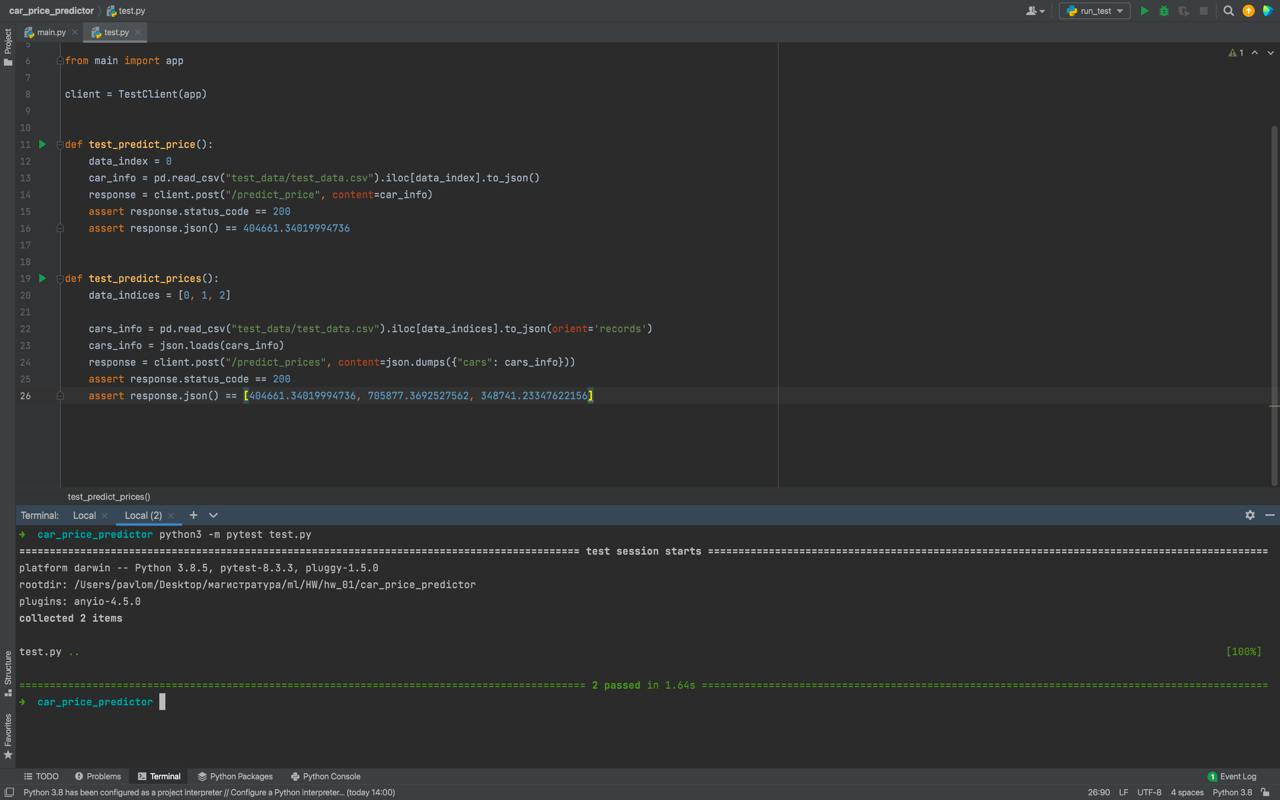 car_price_predictor
test.py
run_test
Project
main.py
test.py
1
5
6 from main import app
7
8 client = TestClient(app)
9
10
11 def test_predict_price():
12 data_index = 0
13 car_info = pd.read_csv("test_data/test_data.csv").iloc[data_index].to_json()
14 response = client.post("/predict_price", content=car_info)
15 assert response.status_code == 200
16 assert response.json() == 404661.34019994736
17
18
19 def test_predict_prices():
20 data_indices = [0, 1, 2]
21
22 cars_info = pd.read_csv("test_data/test_data.csv").iloc[data_indices].to_json(orient='records')
23 cars_info = json.loads(cars_info)
24 response = client.post("/predict_prices", content=json.dumps({"cars": cars_info}))
25 assert response.status_code == 200
26 assert response.json() == [404661.34019994736, 705877.3692527562, 348741.23347622156]
test_predict_prices()
Terminal: Local Local (2)
car_price_predictor python3 -m pytest test.py
test session starts
platform darwin -- Python 3.8.5, pytest-8.3.3, pluggy-1.5.0
rootdir: /Users/pavlom/Desktop/магистратура/ml/HW/hw_01/car_price_predictor
plugins: anyio-4.5.0
collected 2 items
test.py .. [100%]
2 passed in 1.64s
car_price_predictor
Structure
Favorites
TODO Problems Terminal Python Packages Python Console 1 Event Log
Python 3.8 has been configured as a project interpreter // Configure a Python interpreter... (today 14:00) 26:90 LF UTF-8 4 spaces Python 3.8